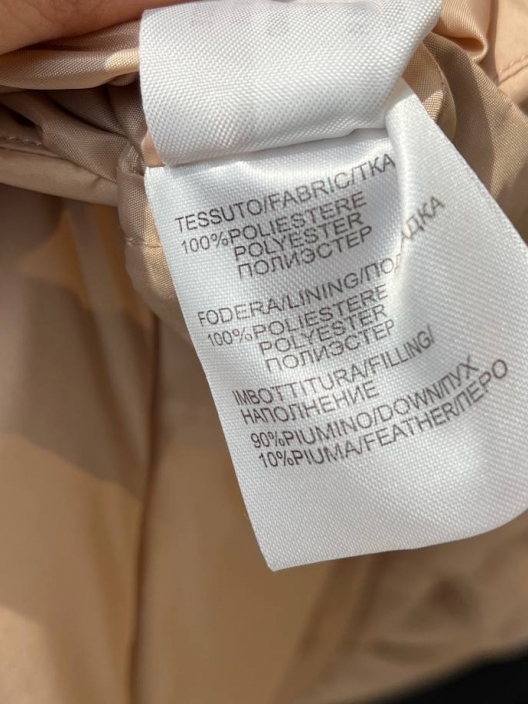 TESSUTO/FABRIC/ТКА
100%POLIESTERE
POLYESTER
ПОЛИЭСТЕР
FODERA/LINING/ПОДКЛАДКА
100%POLIESTERE
POLYESTER
ПОЛИЭСТЕР
IMBOTTITURA/FILLING/
НАПОЛНЕНИЕ
90%PIUMINO/DOWN/ПУХ
10%PIUMA/FEATHER/ПЕРО